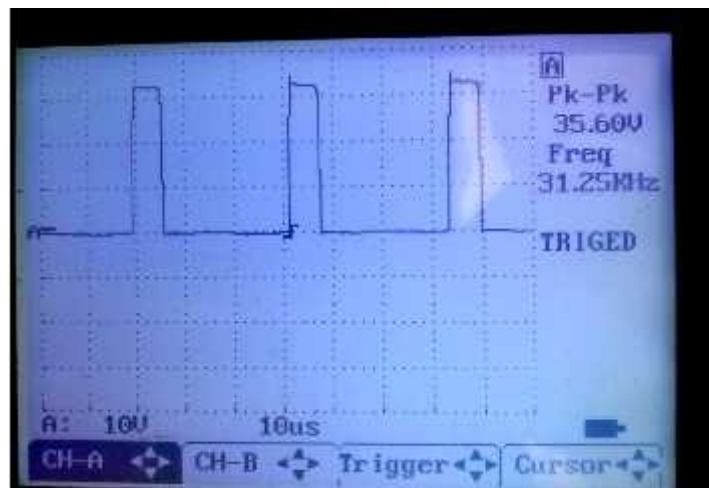 A
Pk-Pk
35.60V
Freq
31.25KHz
TRIGED
A
A: 10V 10us
CH-A CH-B Trigger Cursor